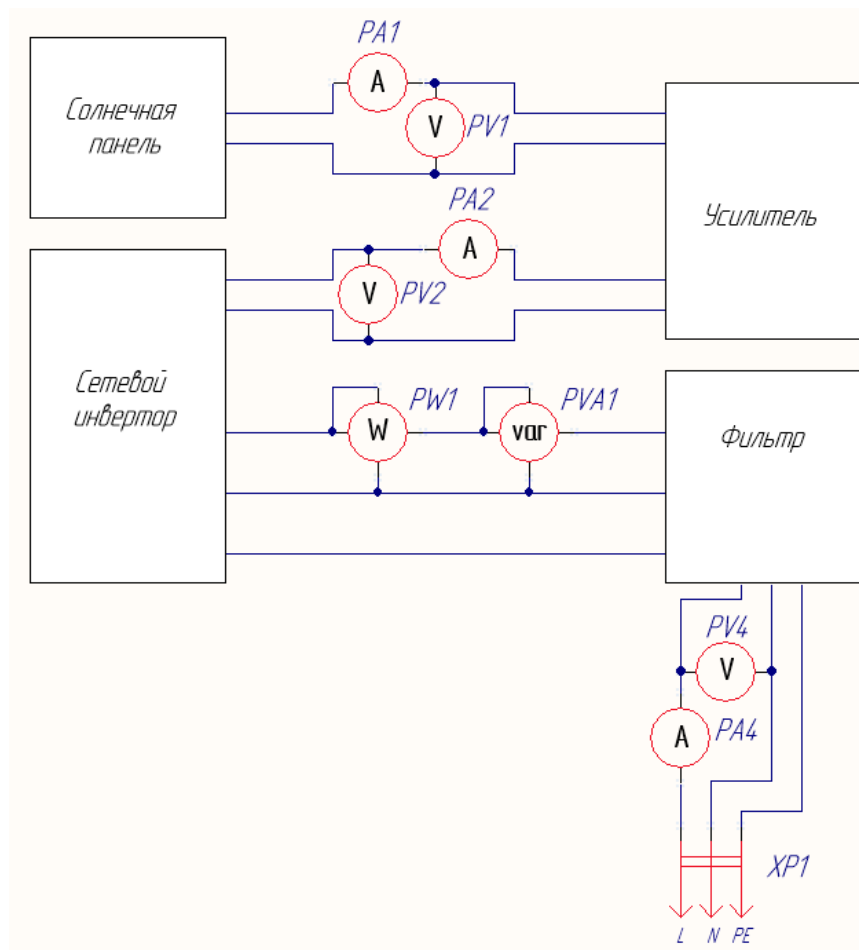 PA1
A
Солнечная
панель
V
PV1
PA2
Усилитель
A
V
PV2
Сетевой
инвертор
PW1
PVA1
W
var
Фильтр
PV4
V
A
PA4
XP1
L N PE